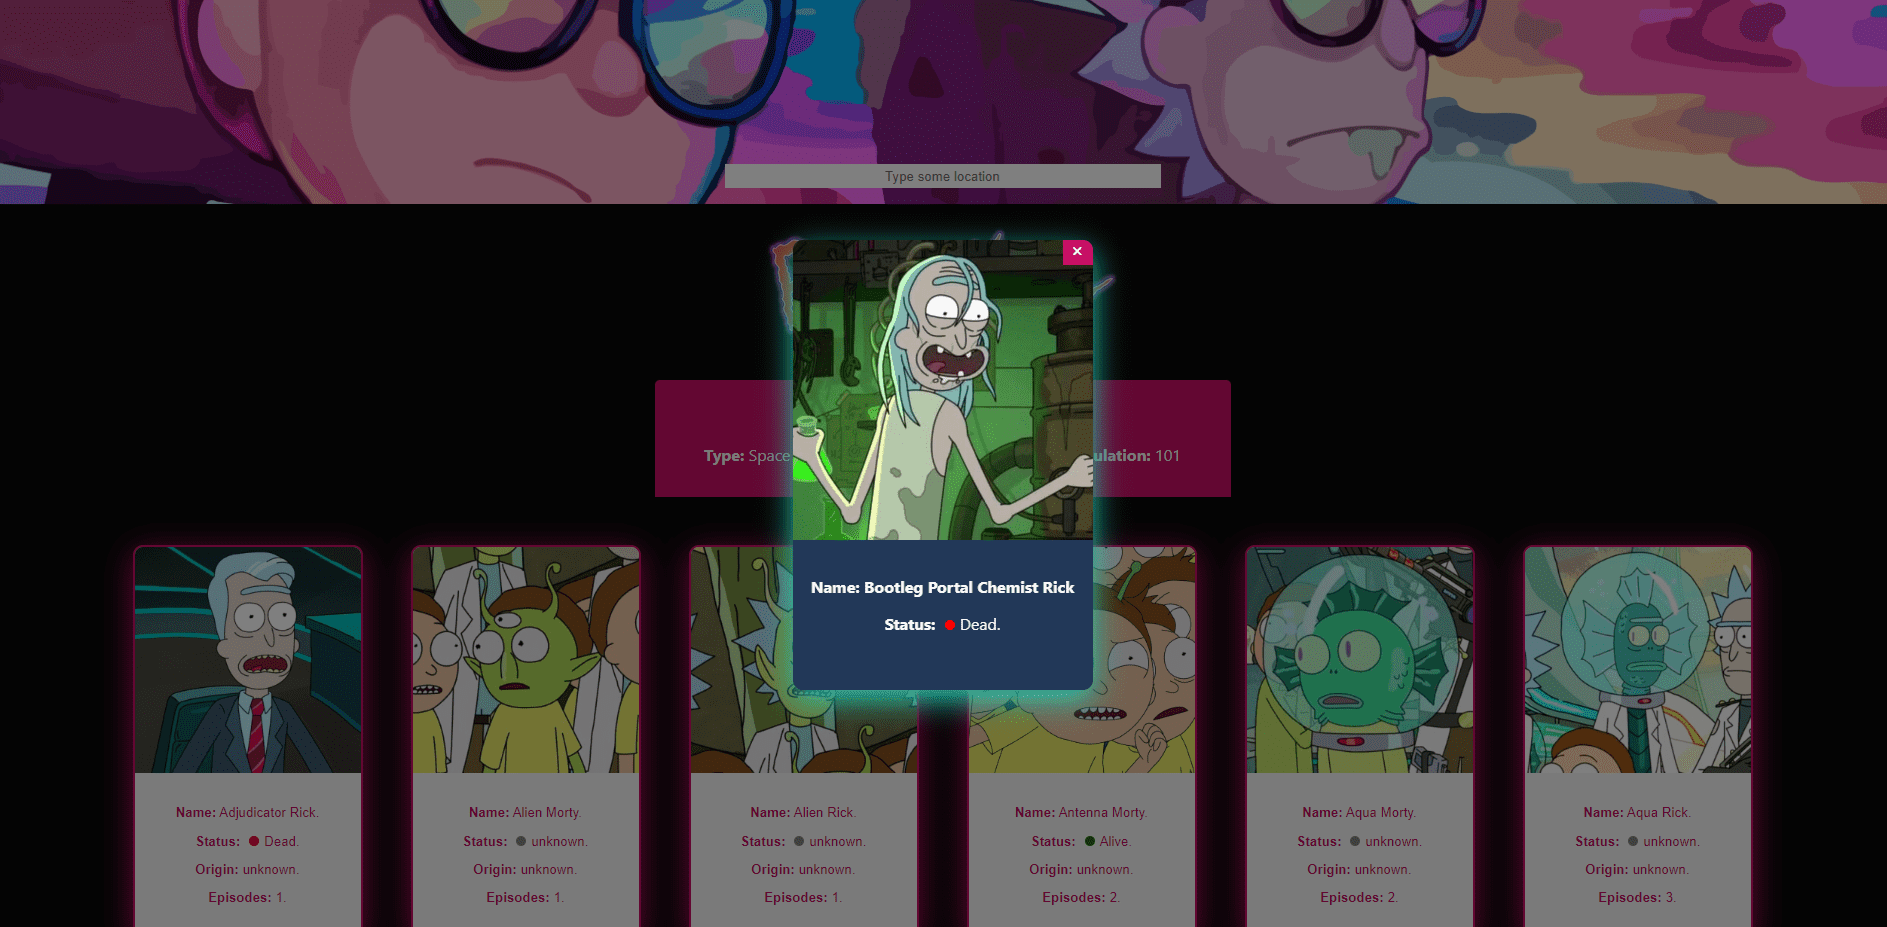 Type some location
×
Type: Space
ulation: 101
Name: Bootleg Portal Chemist Rick
Status: Dead.
Name: Adjudicator Rick.
Status: Dead.
Origin: unknown.
Episodes: 1.
Name: Alien Morty.
Status: unknown.
Origin: unknown.
Episodes: 1.
Name: Alien Rick.
Status: unknown.
Origin: unknown.
Episodes: 1.
Name: Antenna Morty.
Status: Alive.
Origin: unknown.
Episodes: 2.
Name: Aqua Morty.
Status: unknown.
Origin: unknown.
Episodes: 2.
Name: Aqua Rick.
Status: unknown.
Origin: unknown.
Episodes: 3.